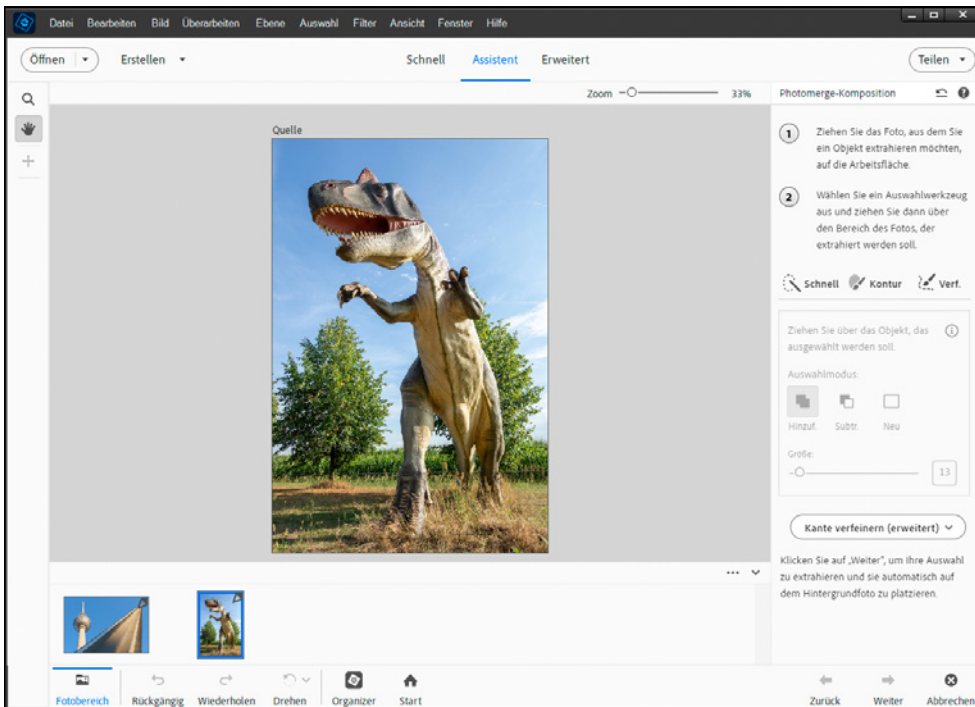 Datei Bearbeiten Bild Überarbeiten Ebene Auswahl Filter Ansicht Fenster Hilfe
Öffnen Erstellen Schnell Assistent Erweitert Teilen
Zoom 33% Photomerge-Komposition
Quelle
1 Ziehen Sie das Foto, aus dem Sie
ein Objekt extrahieren möchten,
auf die Arbeitsfläche.
2 Wählen Sie ein Auswahlwerkzeug
aus und ziehen Sie dann über
den Bereich des Fotos, der
extrahiert werden soll.
Schnell Kontur Verf.
Ziehen Sie über das Objekt, das
ausgewählt werden soll.
Auswahlmodus:
Hinzuf. Subtr. Neu
Größe:
13
Kante verfeinern (erweitert)
Klicken Sie auf „Weiter", um Ihre Auswahl
zu extrahieren und sie automatisch auf
dem Hintergrundfoto zu platzieren.
Fotobereich Rückgängig Wiederholen Drehen Organizer Start Zurück Weiter Abbrechen